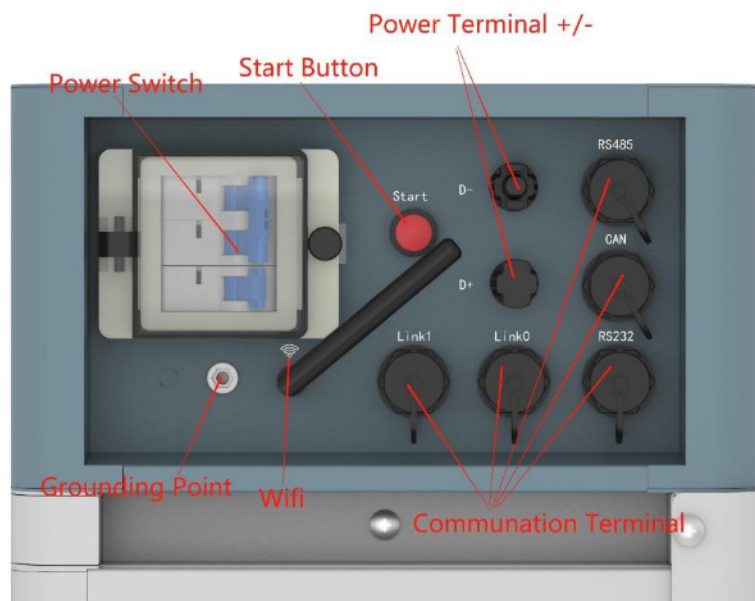 Power Terminal +/-
Start Button
Power Switch
RS485
Start
D-
CAN
D+
Link1
Link0
RS232
Grounding Point
Wifi
Communation Terminal